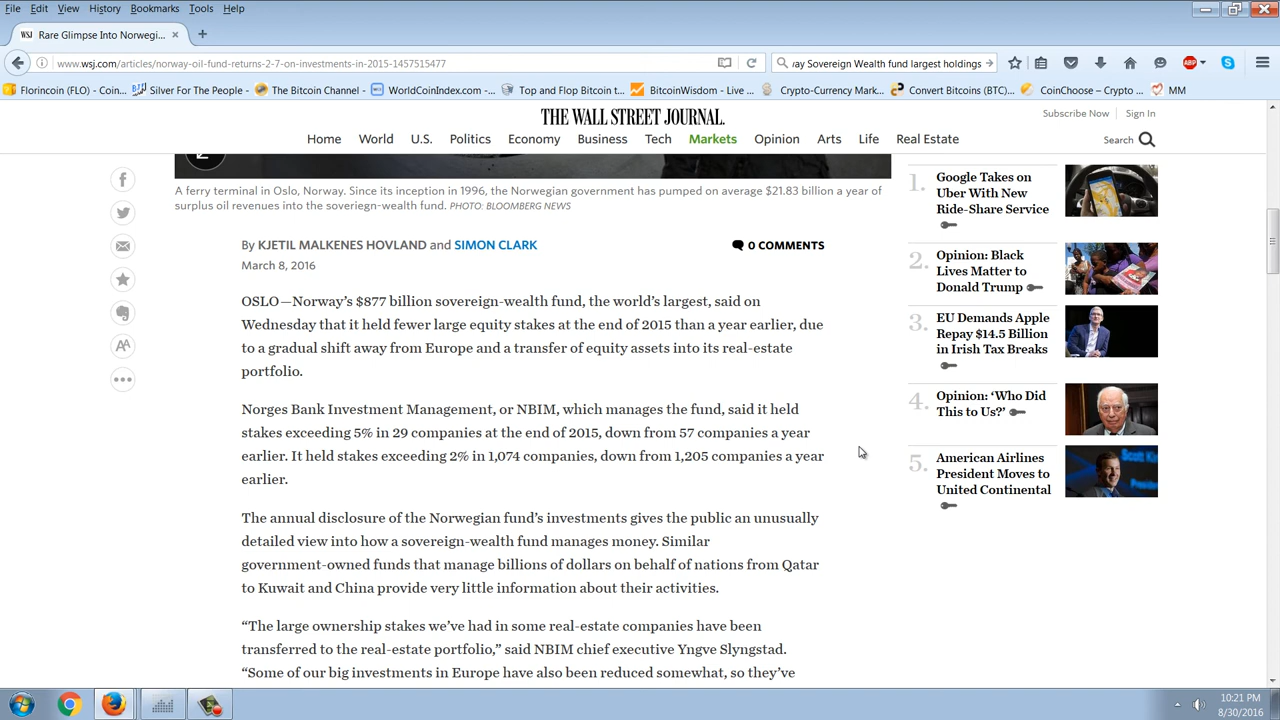 File Edit View History Bookmarks Tools Help
WSJ Rare Glimpse Into Norwegi... × +
www.wsj.com/articles/norway-oil-fund-returns-2-7-on-investments-in-2015-1457515477
ay Sovereign Wealth fund largest holdings
ABP
Florincoin (FLO) - Coin... Silver For The People - ... The Bitcoin Channel - ... WorldCoinIndex.com -... Top and Flop Bitcoin t... BitcoinWisdom - Live ... Crypto-Currency Mark... Convert Bitcoins (BTC)... CoinChoose – Crypto ... MM
THE WALL STREET JOURNAL.
Subscribe Now | Sign In
Home World U.S. Politics Economy Business Tech Markets Opinion Arts Life Real Estate
Search
A ferry terminal in Oslo, Norway. Since its inception in 1996, the Norwegian government has pumped on average $21.83 billion a year of
surplus oil revenues into the soveriegn-wealth fund. PHOTO: BLOOMBERG NEWS
By KJETIL MALKENES HOVLAND and SIMON CLARK
0 COMMENTS
March 8, 2016
OSLO—Norway's $877 billion sovereign-wealth fund, the world's largest, said on
Wednesday that it held fewer large equity stakes at the end of 2015 than a year earlier, due
to a gradual shift away from Europe and a transfer of equity assets into its real-estate
portfolio.
Norges Bank Investment Management, or NBIM, which manages the fund, said it held
stakes exceeding 5% in 29 companies at the end of 2015, down from 57 companies a year
earlier. It held stakes exceeding 2% in 1,074 companies, down from 1,205 companies a year
earlier.
The annual disclosure of the Norwegian fund's investments gives the public an unusually
detailed view into how a sovereign-wealth fund manages money. Similar
government-owned funds that manage billions of dollars on behalf of nations from Qatar
to Kuwait and China provide very little information about their activities.
“The large ownership stakes we've had in some real-estate companies have been
transferred to the real-estate portfolio,” said NBIM chief executive Yngve Slyngstad.
“Some of our big investments in Europe have also been reduced somewhat, so they've
AA
1. Google Takes on
Uber With New
Ride-Share Service
2. Opinion: Black
Lives Matter to
Donald Trump
3. EU Demands Apple
Repay $14.5 Billion
in Irish Tax Breaks
4. Opinion: ‘Who Did
This to Us?’
5. American Airlines
President Moves to
United Continental
10:21 PM
8/30/2016